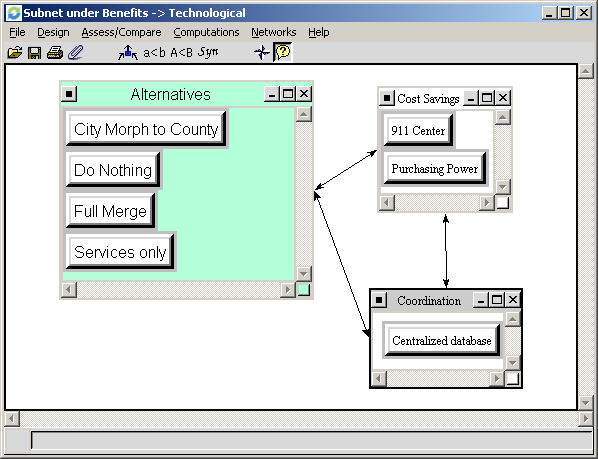 Subnet under Benefits -> Technological
File Design Assess/Compare Computations Networks Help
a<b A<B Syn
Alternatives
City Morph to County
Do Nothing
Full Merge
Services only
Cost Savings
911 Center
Purchasing Power
Coordination
Centralized database